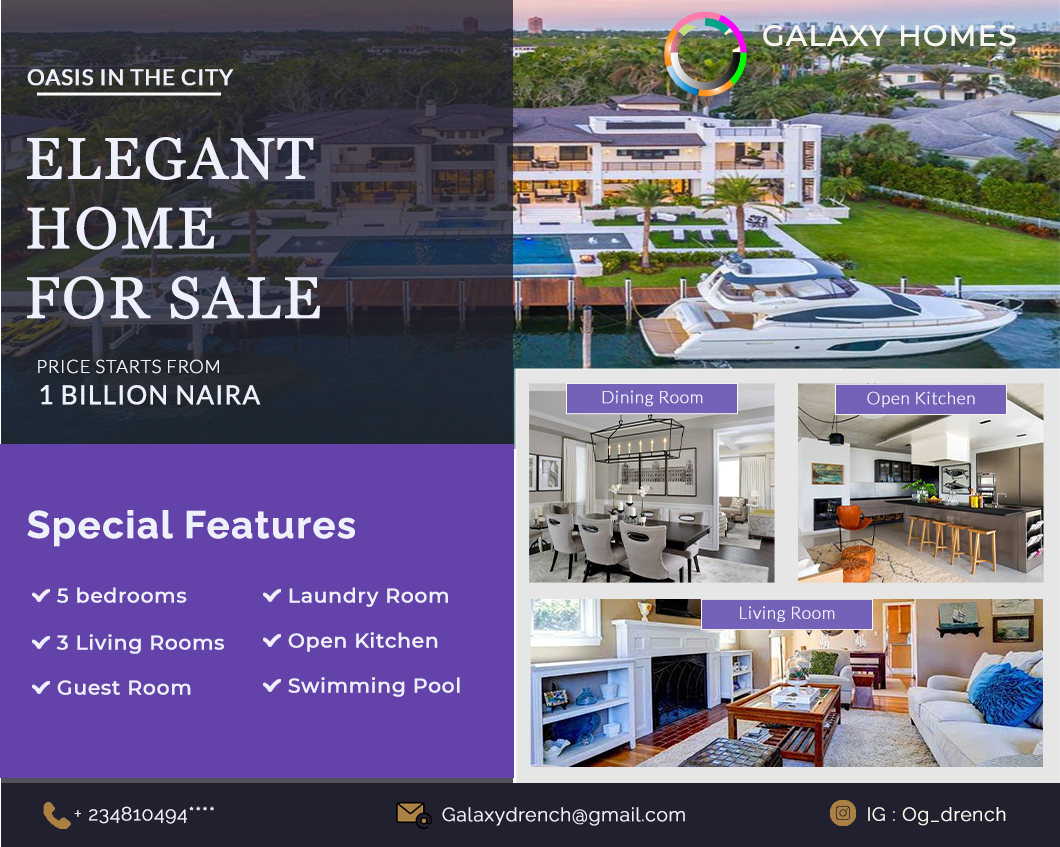 GALAXY HOMES
OASIS IN THE CITY
ELEGANT
HOME
FOR SALE
PRICE STARTS FROM
1 BILLION NAIRA
Dining Room
Open Kitchen
Living Room
Special Features
5 bedrooms
3 Living Rooms
Guest Room
Laundry Room
Open Kitchen
Swimming Pool
+ 234810494****
Galaxydrench@gmail.com
IG : Og_drench